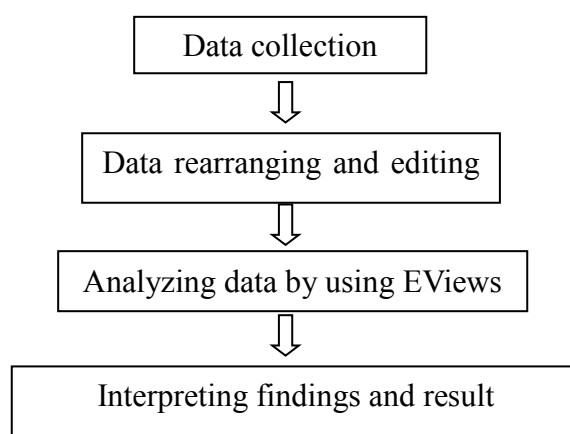 Data collection
Data rearranging and editing
Analyzing data by using EViews
Interpreting findings and result